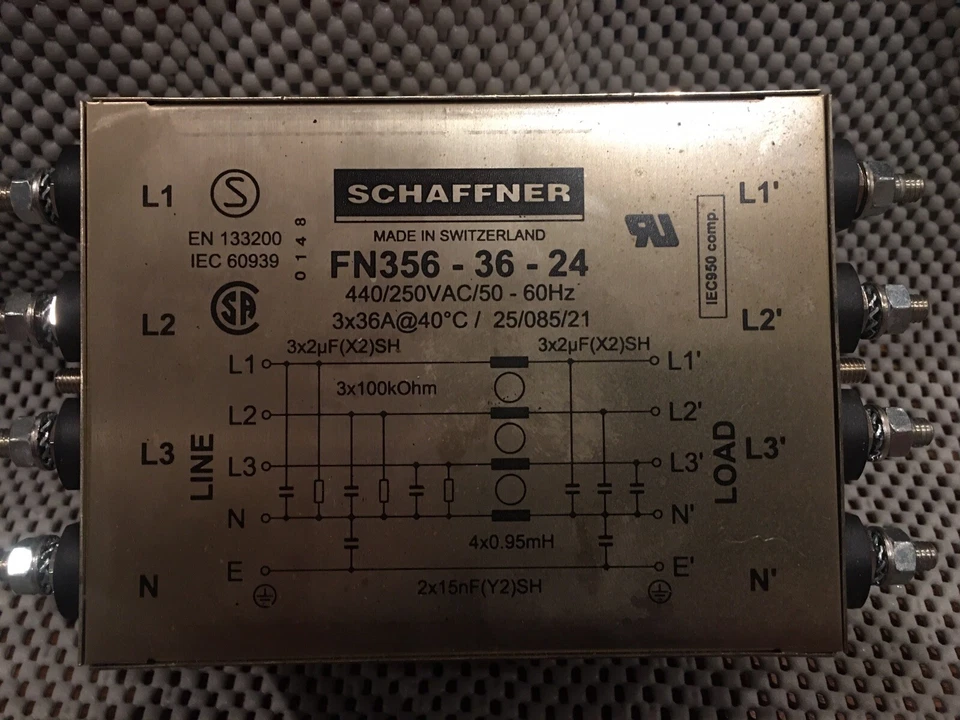 SCHAFFNER
MADE IN SWITZERLAND
FN356 - 36 - 24
440/250VAC/50 - 60Hz
3x36A@40°C / 25/085/21
L1
S
EN 133200
IEC 60939
0148
SA
RU
IEC950 comp.
L1'
L2
L2'
L3
L3'
N
N'
LINE
LOAD
3x2µF(X2)SH
3x2µF(X2)SH
L1
L1'
3x100kOhm
L2
L2'
L3
L3'
N
N'
4x0.95mH
E
E'
2x15nF(Y2)SH